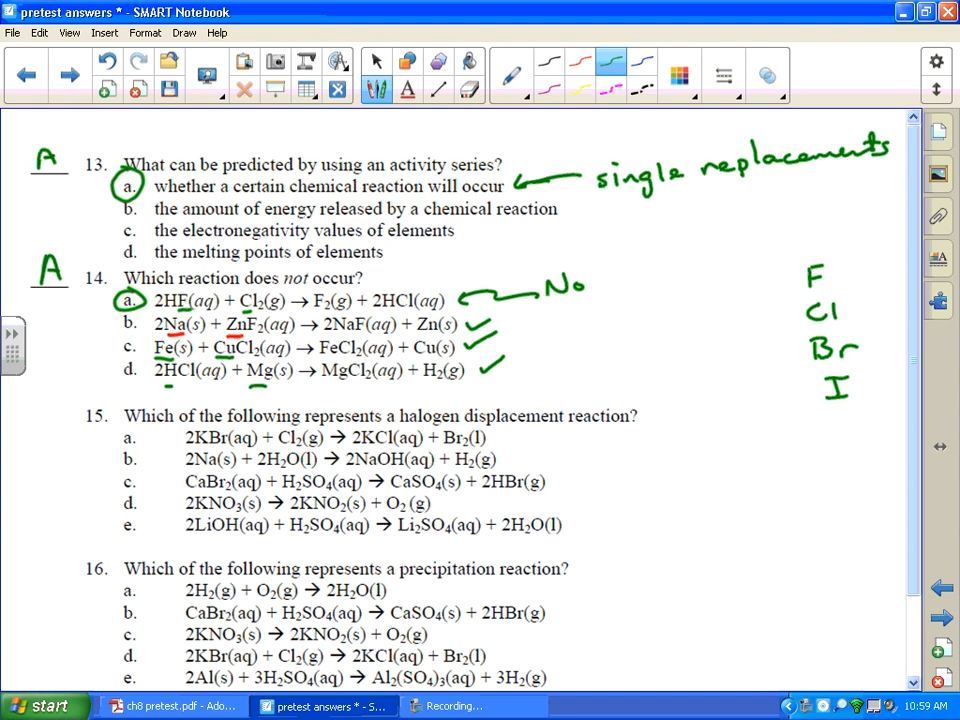 pretest answers * - SMART Notebook
File Edit View Insert Format Draw Help
A
13. What can be predicted by using an activity series?
a. whether a certain chemical reaction will occur
single replacements
b. the amount of energy released by a chemical reaction
c. the electronegativity values of elements
d. the melting points of elements
A
14. Which reaction does not occur?
a. 2HF(aq) + Cl₂(g) → F₂(g) + 2HCl(aq)
No
b. 2Na(s) + ZnF₂(aq) → 2NaF(aq) + Zn(s) ✓
c. Fe(s) + CuCl₂(aq) → FeCl₂(aq) + Cu(s) ✓
d. 2HCl(aq) + Mg(s) → MgCl₂(aq) + H₂(g) ✓
F
Cl
Br
I
15. Which of the following represents a halogen displacement reaction?
a. 2KBr(aq) + Cl₂(g) → 2KCl(aq) + Br₂(l)
b. 2Na(s) + 2H₂O(l) → 2NaOH(aq) + H₂(g)
c. CaBr₂(aq) + H₂SO₄(aq) → CaSO₄(s) + 2HBr(g)
d. 2KNO₃(s) → 2KNO₂(s) + O₂ (g)
e. 2LiOH(aq) + H₂SO₄(aq) → Li₂SO₄(aq) + 2H₂O(l)
16. Which of the following represents a precipitation reaction?
a. 2H₂(g) + O₂(g) → 2H₂O(l)
b. CaBr₂(aq) + H₂SO₄(aq) → CaSO₄(s) + 2HBr(g)
c. 2KNO₃(s) → 2KNO₂(s) + O₂(g)
d. 2KBr(aq) + Cl₂(g) → 2KCl(aq) + Br₂(l)
e. 2Al(s) + 3H₂SO₄(aq) → Al₂(SO₄)₃(aq) + 3H₂(g)
start
ch8 pretest.pdf - Ado...
pretest answers * - S...
Recording...
10:59 AM